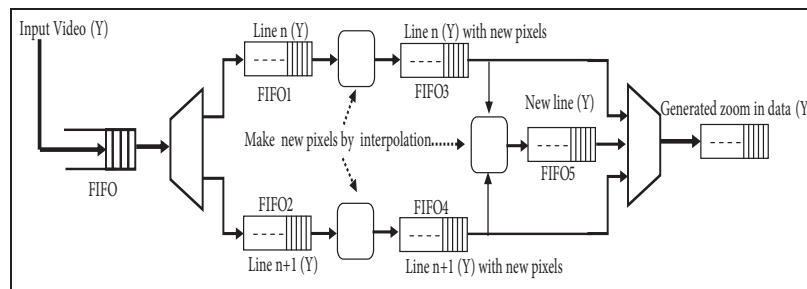 Input Video (Y)
Line n (Y)
Line n (Y) with new pixels
FIFO1
FIFO3
New line (Y)
Generated zoom in data (Y
Make new pixels by interpolation
FIFO
FIFO5
FIFO2
FIFO4
Line n+1 (Y)
Line n+1 (Y) with new pixels